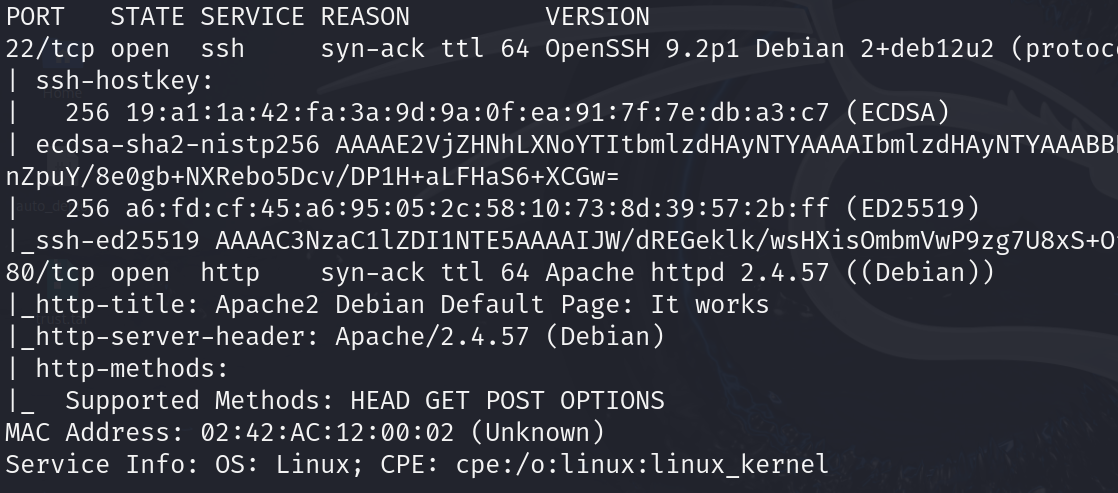 PORT   STATE SERVICE REASON         VERSION
22/tcp open  ssh     syn-ack ttl 64 OpenSSH 9.2p1 Debian 2+deb12u2 (protoc
| ssh-hostkey:
|   256 19:a1:1a:42:fa:3a:9d:9a:0f:ea:91:7f:7e:db:a3:c7 (ECDSA)
| ecdsa-sha2-nistp256 AAAAE2VjZHNhLXNoYTItbmlzdHAyNTYAAAAIbmlzdHAyNTYAAABB
nZpuY/8e0gb+NXRebo5Dcv/DP1H+aLFHaS6+XCGw=
|   256 a6:fd:cf:45:a6:95:05:2c:58:10:73:8d:39:57:2b:ff (ED25519)
|_ssh-ed25519 AAAAC3NzaC1lZDI1NTE5AAAAIJW/dREGeklk/wsHXisOmbmVwP9zg7U8xS+O
80/tcp open  http    syn-ack ttl 64 Apache httpd 2.4.57 ((Debian))
|_http-title: Apache2 Debian Default Page: It works
|_http-server-header: Apache/2.4.57 (Debian)
| http-methods:
|_  Supported Methods: HEAD GET POST OPTIONS
MAC Address: 02:42:AC:12:00:02 (Unknown)
Service Info: OS: Linux; CPE: cpe:/o:linux:linux_kernel